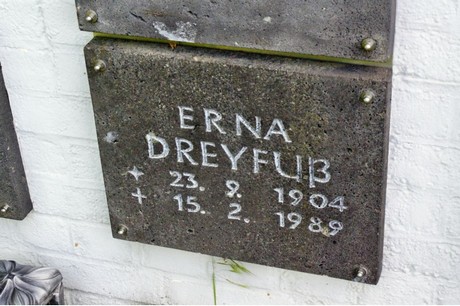 ERNA
DREYFUß
* 23. 9. 1904
+ 15. 2. 1989